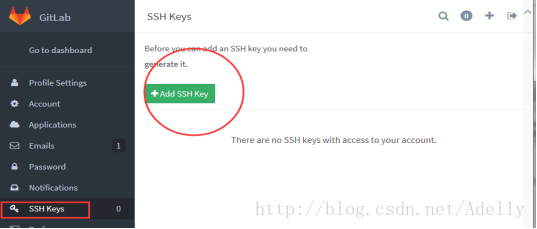 GitLab
SSH Keys
0
Go to dashboard
Before you can add an SSH key you need to
generate it.
Profile Settings
Add SSH Key
Account
Applications
Emails
1
There are no SSH keys with access to your account.
Password
Notifications
SSH Keys
0
http://blog.csdn.net/Adelly